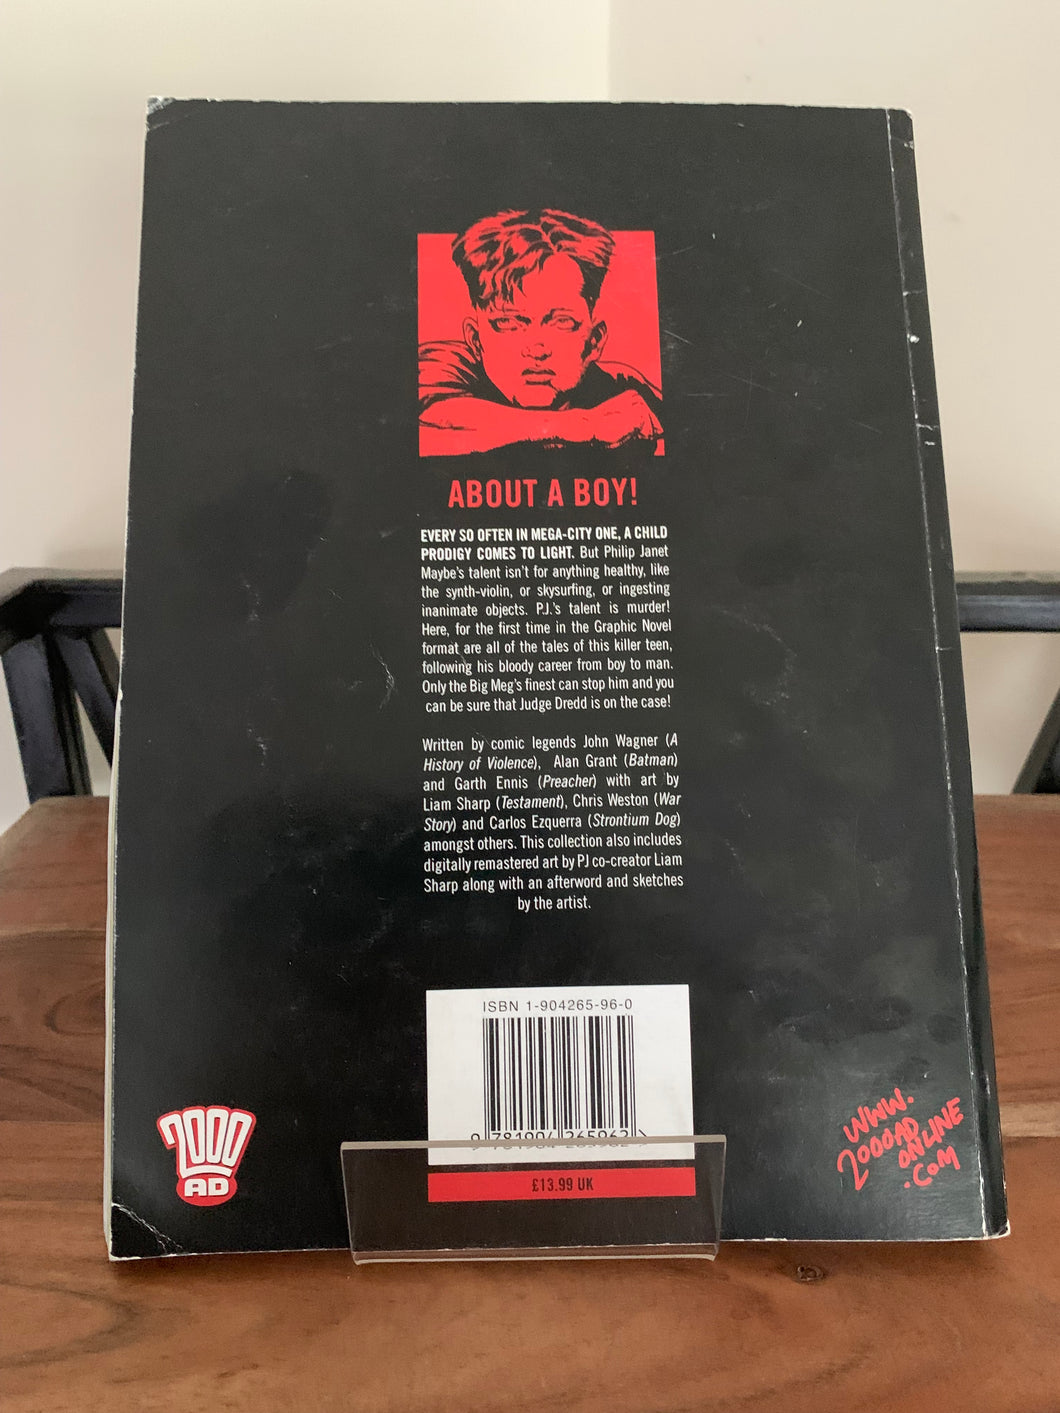 ABOUT A BOY!
EVERY SO OFTEN IN MEGA-CITY ONE, A CHILD
PRODIGY COMES TO LIGHT. But Philip Janet
Maybe's talent isn't for anything healthy, like
the synth-violin, or skysurfing, or ingesting
inanimate objects. P.J.'s talent is murder!
Here, for the first time in the Graphic Novel
format are all of the tales of this killer teen,
following his bloody career from boy to man.
Only the Big Meg's finest can stop him and you
can be sure that Judge Dredd is on the case!
Written by comic legends John Wagner (A
History of Violence), Alan Grant (Batman)
and Garth Ennis (Preacher) with art by
Liam Sharp (Testament), Chris Weston (War
Story) and Carlos Ezquerra (Strontium Dog)
amongst others. This collection also includes
digitally remastered art by PJ co-creator Liam
Sharp along with an afterword and sketches
by the artist.
ISBN 1-904265-96-0
9 781904 265962 >
£13.99 UK
2000
AD
WWW.
2000AD
ONLINE
.COM